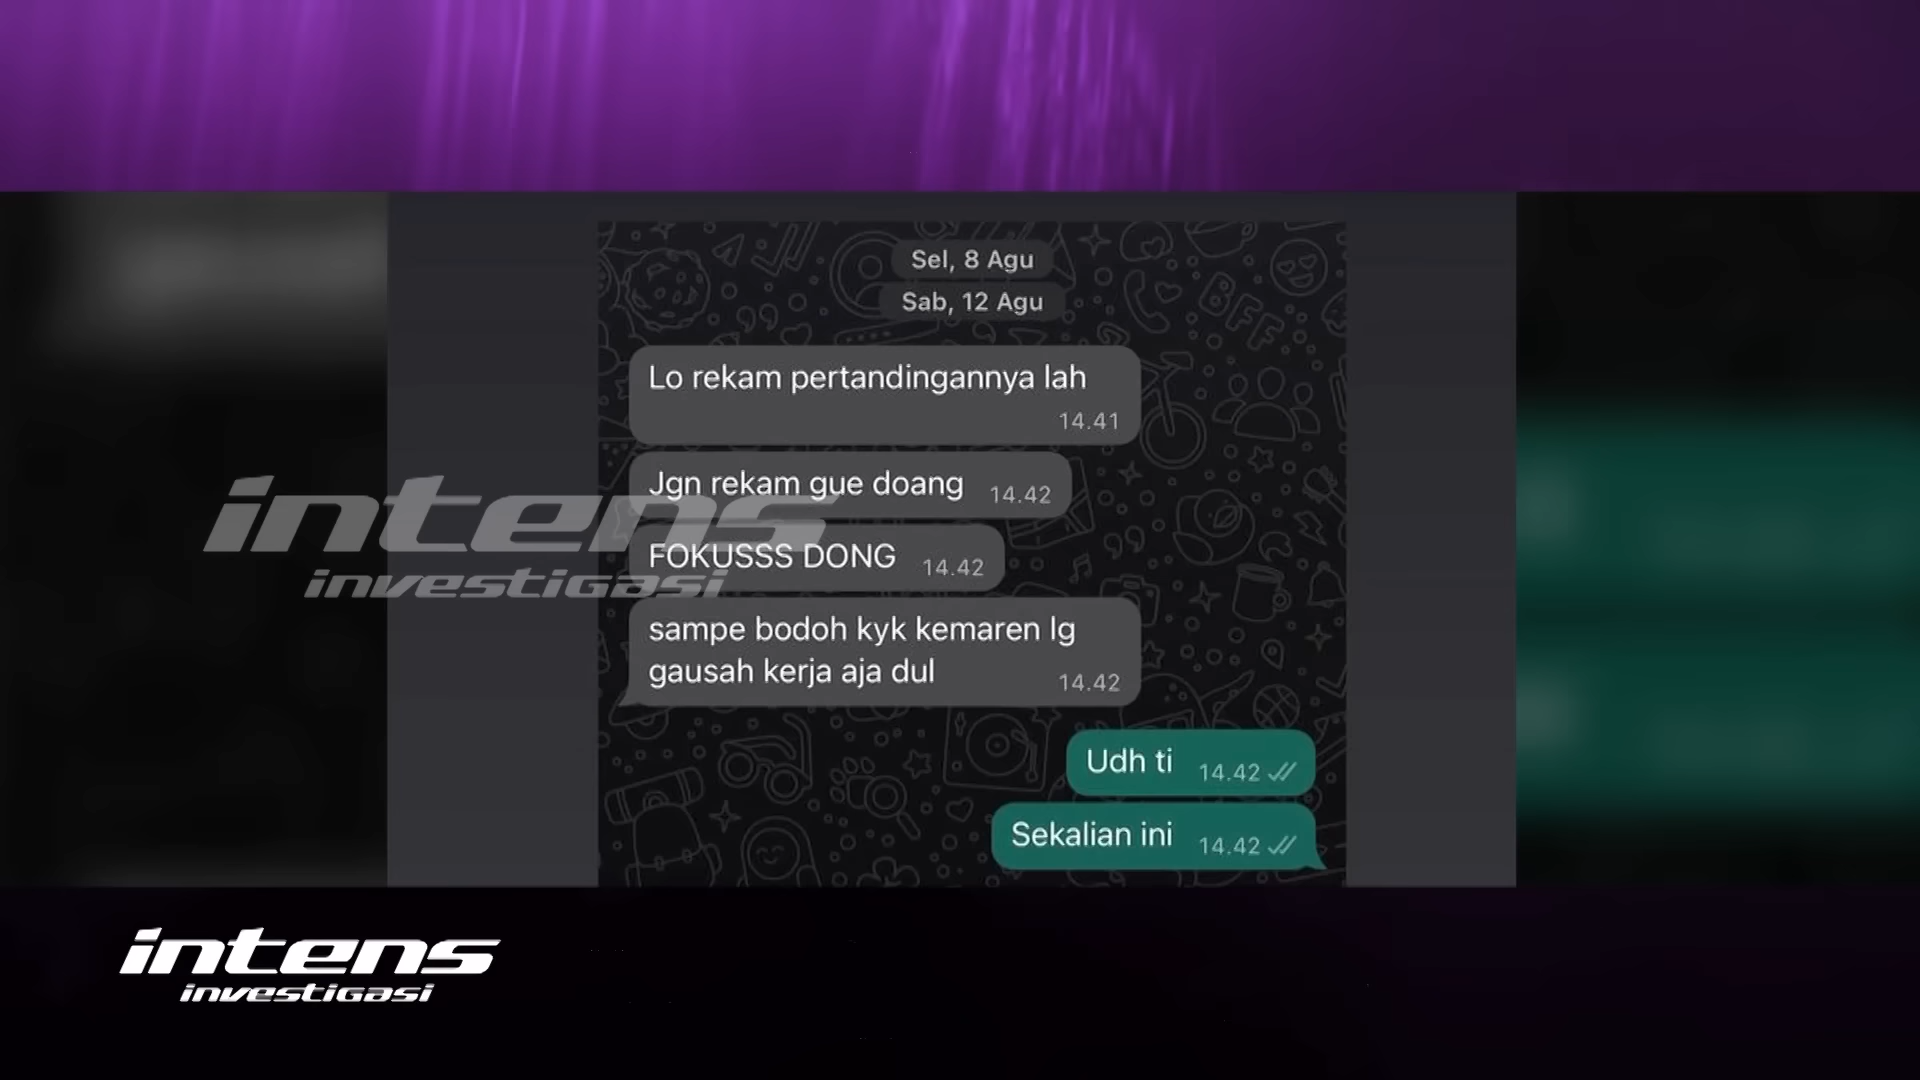 Sel, 8 Agu
Sab, 12 Agu
Lo rekam pertandingannya lah
14.41
Jgn rekam gue doang 14.42
FOKUSSS DONG 14.42
sampe bodoh kyk kemaren lg
gausah kerja aja dul 14.42
Udh ti 14.42
Sekalian ini 14.42
intens
investigasi
intens
investigasi